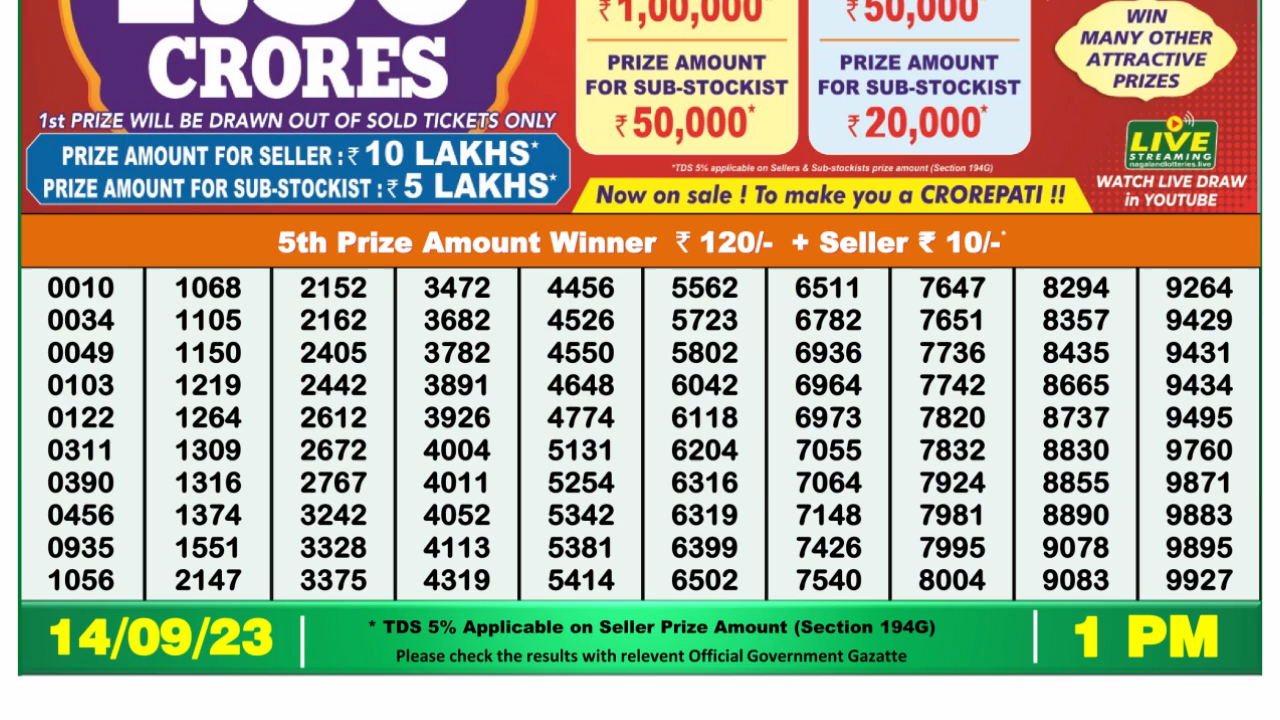 CRORES
1st PRIZE WILL BE DRAWN OUT OF SOLD TICKETS ONLY
PRIZE AMOUNT FOR SELLER : ₹ 10 LAKHS*
PRIZE AMOUNT FOR SUB-STOCKIST : ₹ 5 LAKHS*
₹ 1,00,000*
PRIZE AMOUNT
FOR SUB-STOCKIST
₹ 50,000*
₹ 50,000*
PRIZE AMOUNT
FOR SUB-STOCKIST
₹ 20,000*
*TDS 5% applicable on Sellers & Sub-stockists prize amount (Section 194G)
Now on sale ! To make you a CROREPATI !!
WIN
MANY OTHER
ATTRACTIVE
PRIZES
LIVE
STREAMING
nagalandlotteries.live
WATCH LIVE DRAW
in YOUTUBE
5th Prize Amount Winner ₹ 120/- + Seller ₹ 10/-*
0010 1068 2152 3472 4456 5562 6511 7647 8294 9264
0034 1105 2162 3682 4526 5723 6782 7651 8357 9429
0049 1150 2405 3782 4550 5802 6936 7736 8435 9431
0103 1219 2442 3891 4648 6042 6964 7742 8665 9434
0122 1264 2612 3926 4774 6118 6973 7820 8737 9495
0311 1309 2672 4004 5131 6204 7055 7832 8830 9760
0390 1316 2767 4011 5254 6316 7064 7924 8855 9871
0456 1374 3242 4052 5342 6319 7148 7981 8890 9883
0935 1551 3328 4113 5381 6399 7426 7995 9078 9895
1056 2147 3375 4319 5414 6502 7540 8004 9083 9927
14/09/23
* TDS 5% Applicable on Seller Prize Amount (Section 194G)
Please check the results with relevent Official Government Gazatte
1 PM